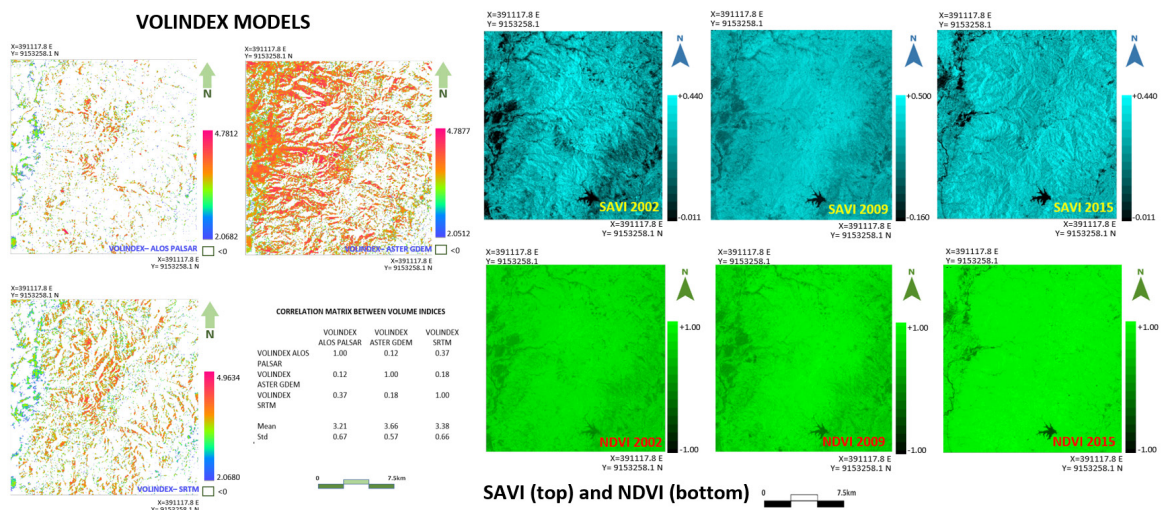 VOLINDEX MODELS
X=391117.8 E
Y= 9153258.1 N
N
4.7812
2.0682
<0
VOLINDEX– ALOS PALSAR
X=391117.8 E
Y= 9153258.1 N
X=391117.8 E
Y= 9153258.1 N
N
4.7877
2.0512
<0
VOLINDEX– ASTER GDEM
X=391117.8 E
Y= 9153258.1 N
X=391117.8 E
Y= 9153258.1 N
N
4.9634
2.0680
<0
VOLINDEX– SRTM
X=391117.8 E
Y= 9153258.1 N
CORRELATION MATRIX BETWEEN VOLUME INDICES
VOLINDEX VOLINDEX VOLINDEX
ALOS PALSAR ASTER GDEM SRTM
VOLINDEX ALOS 1.00 0.12 0.37
PALSAR
VOLINDEX 0.12 1.00 0.18
ASTER GDEM
VOLINDEX 0.37 0.18 1.00
SRTM
Mean 3.21 3.66 3.38
Std 0.67 0.57 0.66
0 7.5km
X=391117.8 E
Y= 9153258.1 N
N
+0.440
-0.011
SAVI 2002
X=391117.8 E
Y= 9153258.1 N
X=391117.8 E
Y= 9153258.1 N
N
+0.500
-0.160
SAVI 2009
X=391117.8 E
Y= 9153258.1 N
X=391117.8 E
Y= 9153258.1 N
N
+0.440
-0.011
SAVI 2015
X=391117.8 E
Y= 9153258.1 N
X=391117.8 E
Y= 9153258.1 N
N
+1.00
-1.00
NDVI 2002
X=391117.8 E
Y= 9153258.1 N
X=391117.8 E
Y= 9153258.1 N
N
+1.00
-1.00
NDVI 2009
X=391117.8 E
Y= 9153258.1 N
X=391117.8 E
Y= 9153258.1 N
N
+1.00
-1.00
NDVI 2015
X=391117.8 E
Y= 9153258.1 N
SAVI (top) and NDVI (bottom)
0 7.5km